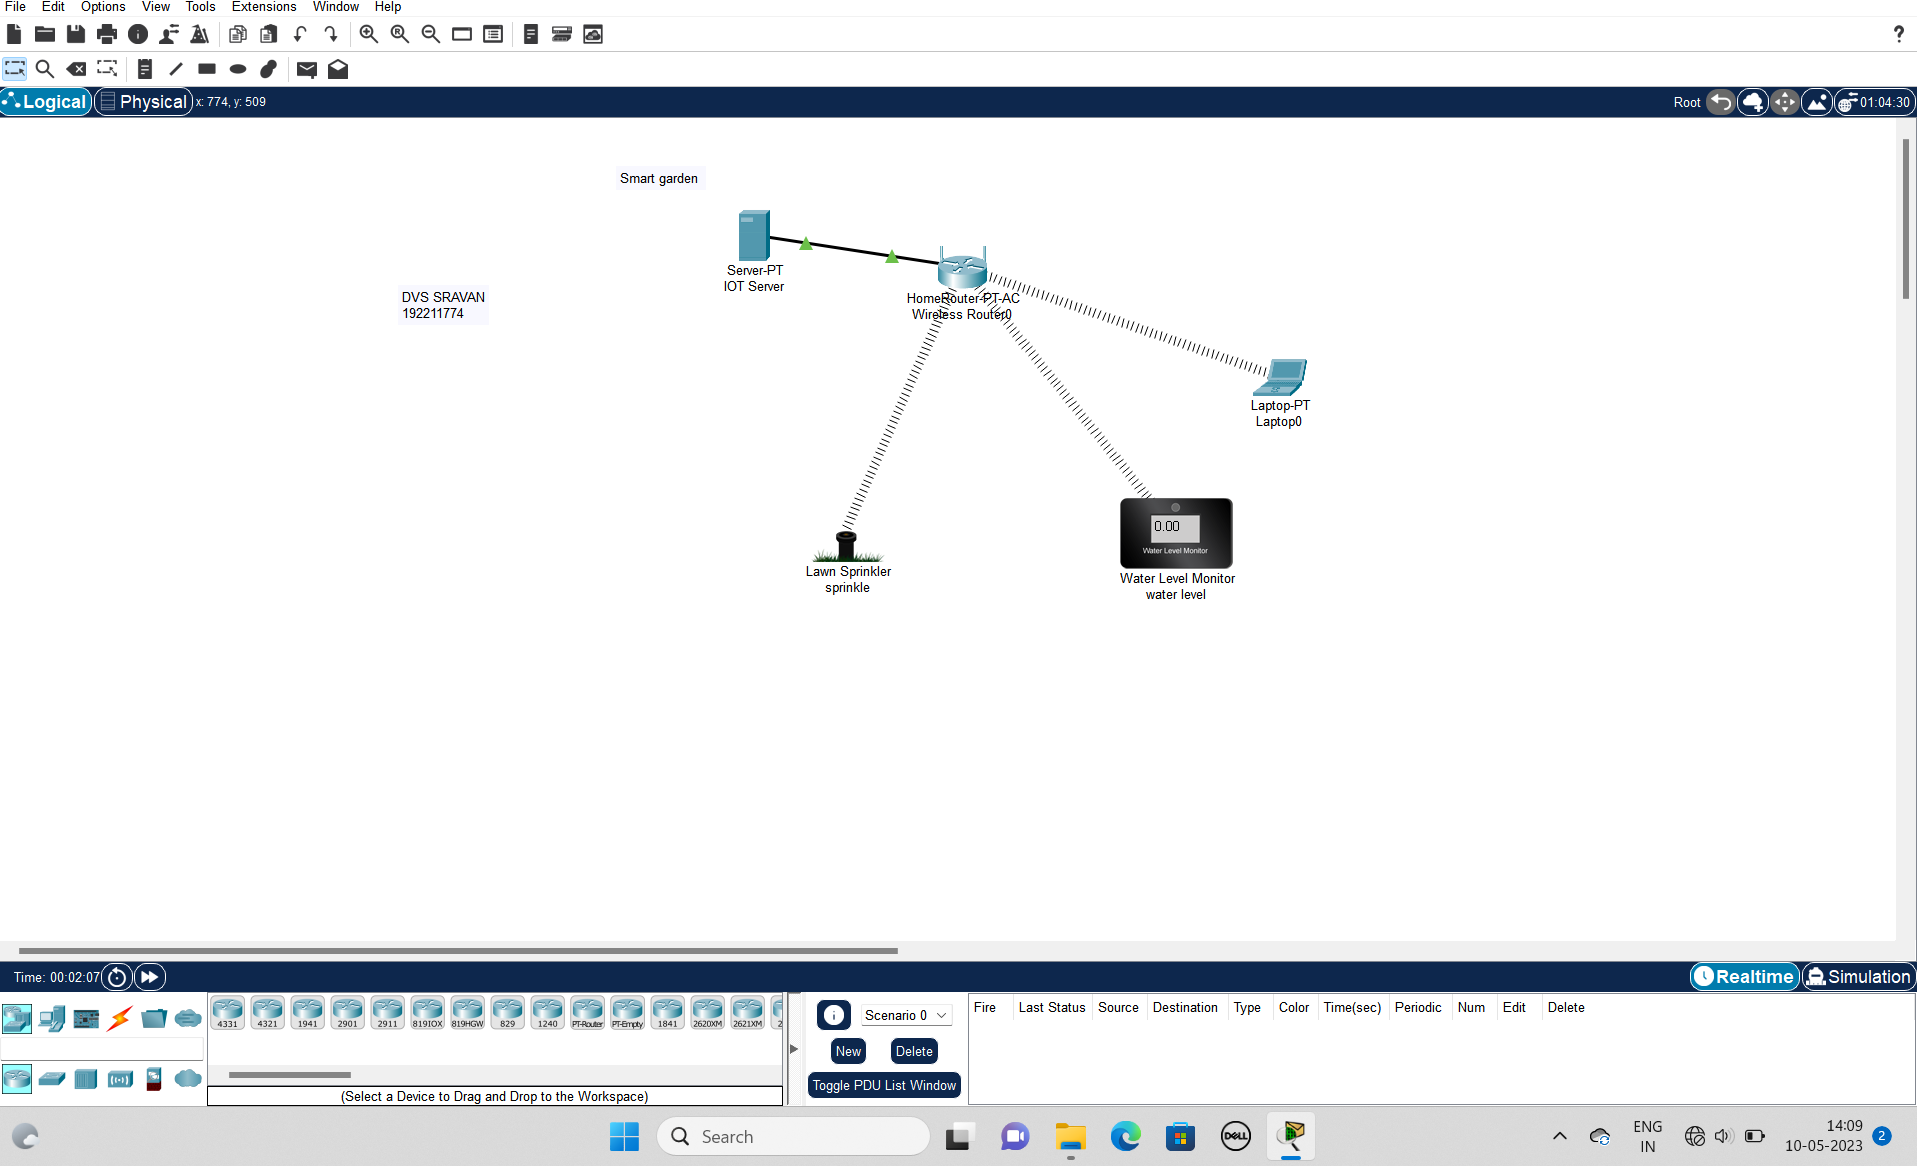 File Edit Options View Tools Extensions Window Help
?
Logical Physical x: 774, y: 509 Root 01:04:30
Smart garden
Server-PT
IOT Server
DVS SRAVAN
192211774
HomeRouter-PT-AC
Wireless Router0
Laptop-PT
Laptop0
0.00
Water Level Monitor
Lawn Sprinkler
sprinkle
Water Level Monitor
water level
Time: 00:02:07 Realtime Simulation
4331 4321 1941 2901 2911 819IOX 819HGW 829 1240 PT-Router PT-Empty 1841 2620XM 2621XM 2
(Select a Device to Drag and Drop to the Workspace)
Scenario 0
New Delete
Toggle PDU List Window
Fire Last Status Source Destination Type Color Time(sec) Periodic Num Edit Delete
Search
DELL
ENG
IN
14:09
10-05-2023
2